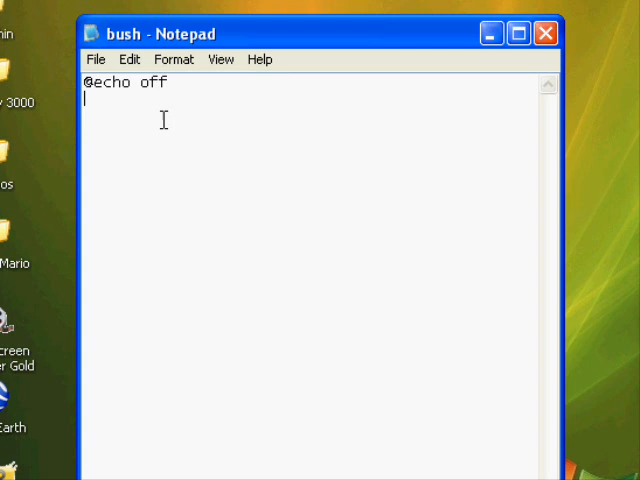 bush - Notepad
File Edit Format View Help
@echo off
3000
Mario
Earth